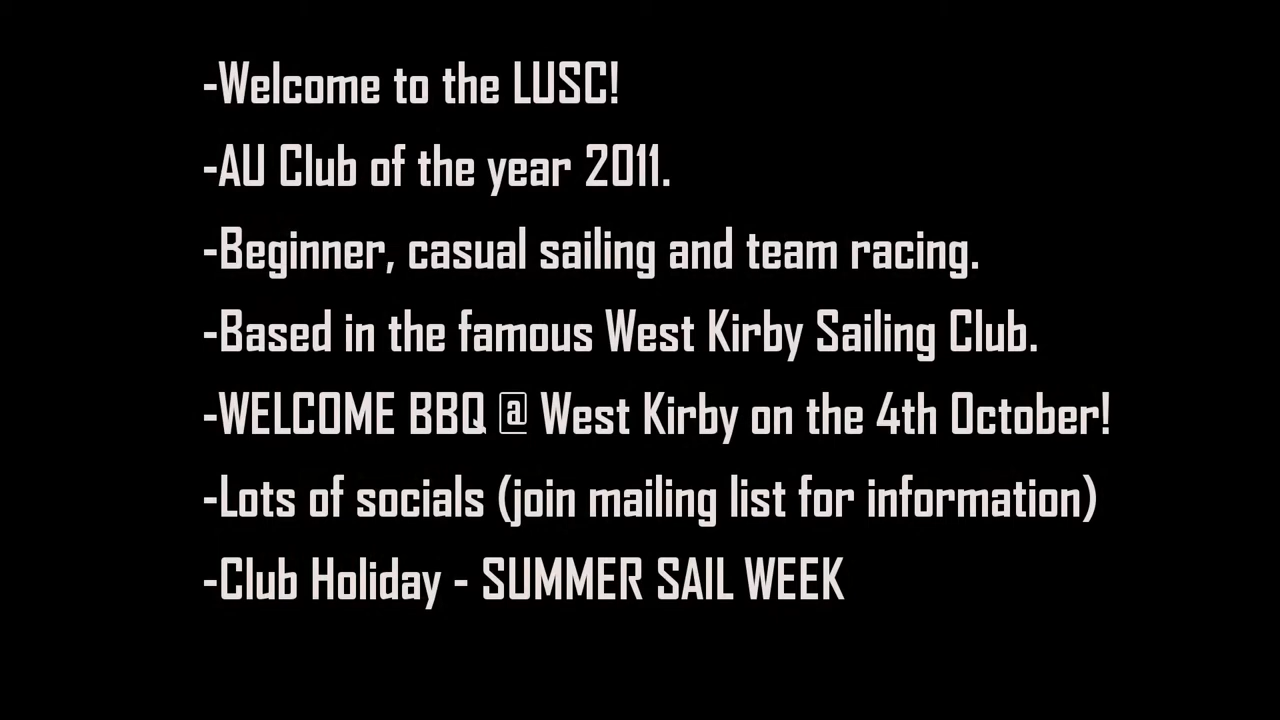 -Welcome to the LUSC!
-AU Club of the year 2011.
-Beginner, casual sailing and team racing.
-Based in the famous West Kirby Sailing Club.
-WELCOME BBQ @ West Kirby on the 4th October!
-Lots of socials (join mailing list for information)
-Club Holiday - SUMMER SAIL WEEK